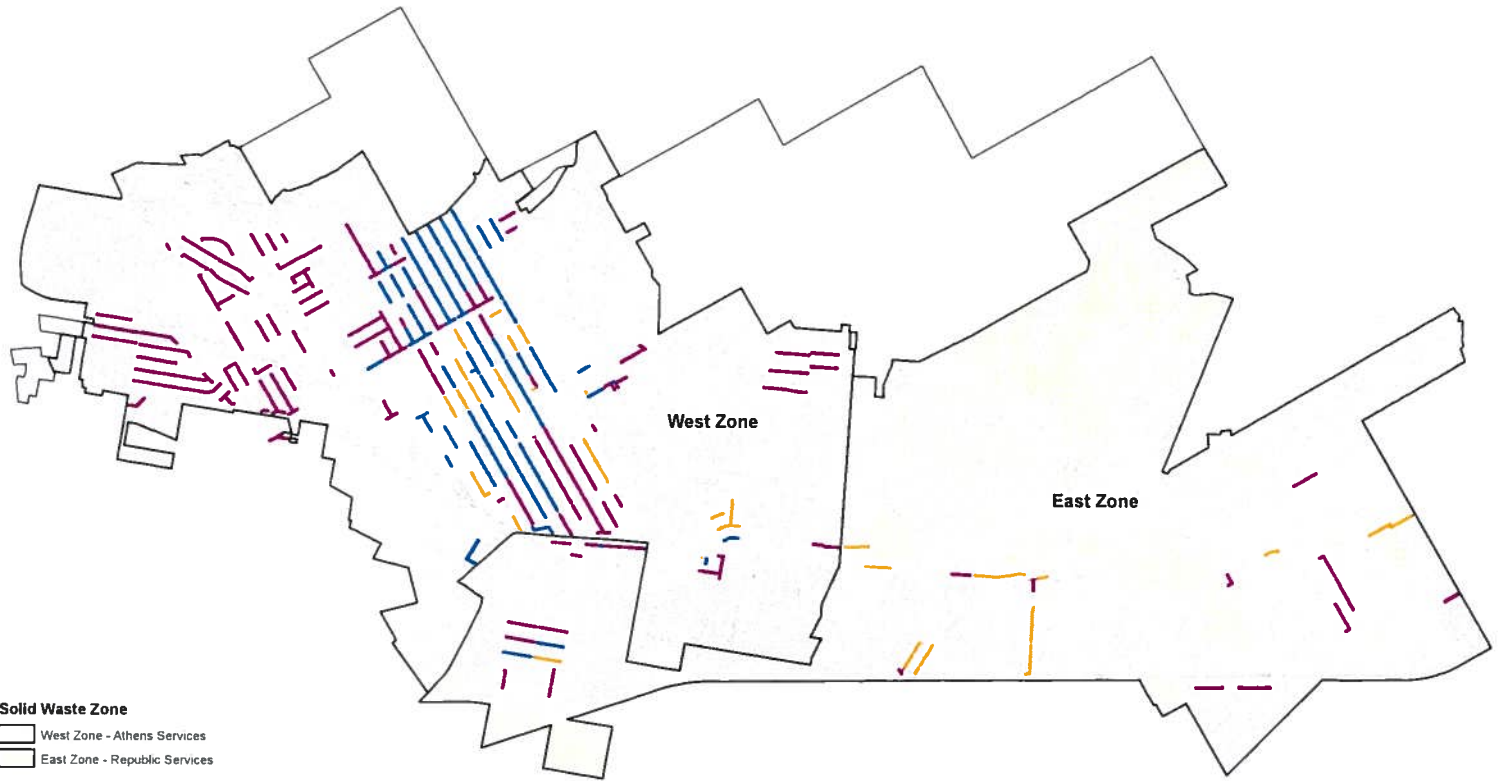 West Zone
East Zone
Solid Waste Zone
West Zone - Athens Services
East Zone - Republic Services